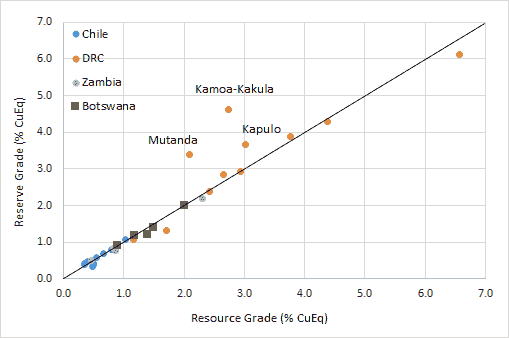 7.0
6.0
5.0
4.0
3.0
2.0
1.0
0.0
Reserve Grade (% CuEq)
Chile
DRC
Zambia
Botswana
Kamoa-Kakula
Kapulo
Mutanda
0.0 1.0 2.0 3.0 4.0 5.0 6.0 7.0
Resource Grade (% CuEq)